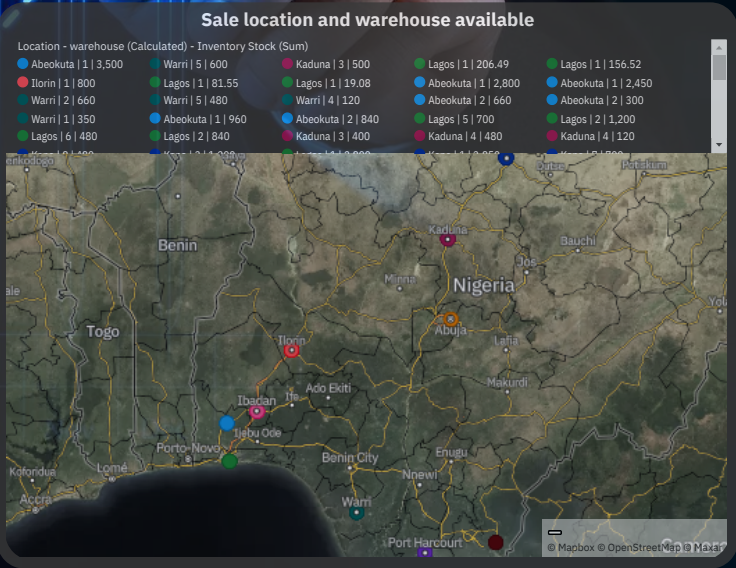 Sale location and warehouse available
Location - warehouse (Calculated) - Inventory Stock (Sum)
Abeokuta | 1 | 3,500 Warri | 5 | 600 Kaduna | 3 | 500 Lagos | 1 | 206.49 Lagos | 1 | 156.52
Ilorin | 1 | 800 Lagos | 1 | 81.55 Lagos | 1 | 19.08 Abeokuta | 1 | 2,800 Abeokuta | 1 | 2,450
Warri | 2 | 660 Warri | 5 | 480 Warri | 4 | 120 Abeokuta | 2 | 660 Abeokuta | 2 | 300
Warri | 1 | 350 Abeokuta | 1 | 960 Abeokuta | 2 | 840 Lagos | 5 | 700 Lagos | 2 | 1,200
Lagos | 6 | 480 Lagos | 2 | 840 Kaduna | 3 | 400 Kaduna | 4 | 480 Kaduna | 4 | 120
Potiskum
Kaduna
Bauchi
Benin
Jos
Minna
Nigeria
Togo
Abuja
Ilorin
Lafia
Makurdi
Ado Ekiti
Ibadan
Ife
Ijebu Ode
Porto-Novo
Benin City
Enugu
Koforidua
Lomé
Nnewi
Accra
Warri
Port Harcourt
© Mapbox © OpenStreetMap © Maxar